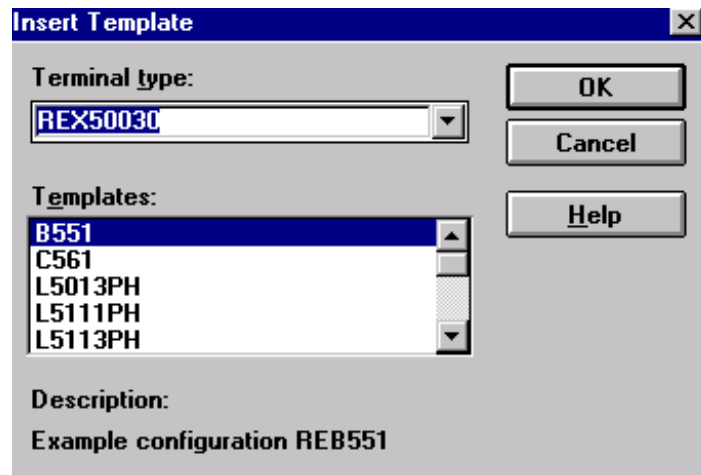 Insert Template
Terminal type:
REX50030
OK
Cancel
Templates:
Help
B551
C561
L5013PH
L5111PH
L5113PH
Description:
Example configuration REB551